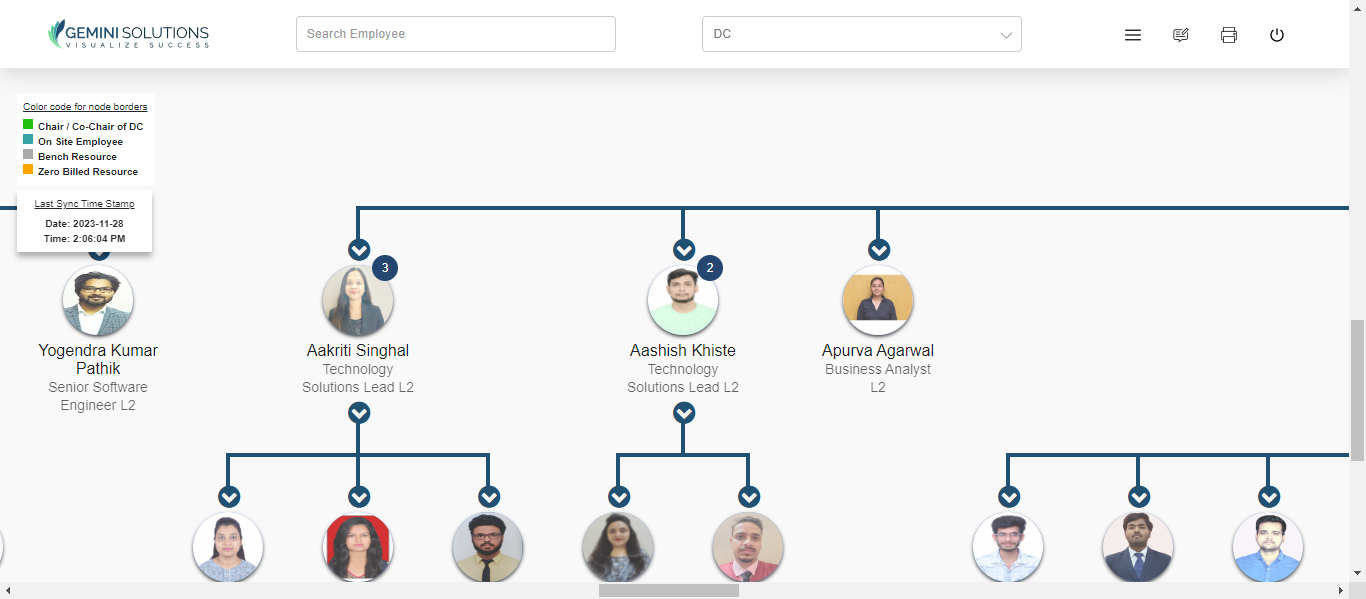 GEMINI SOLUTIONS
VISUALIZE SUCCESS
Search Employee
DC
Color code for node borders
Chair / Co-Chair of DC
On Site Employee
Bench Resource
Zero Billed Resource
Last Sync Time Stamp
Date: 2023-11-28
Time: 2:06:04 PM
Yogendra Kumar
Pathik
Senior Software
Engineer L2
3
Aakriti Singhal
Technology
Solutions Lead L2
2
Aashish Khiste
Technology
Solutions Lead L2
Apurva Agarwal
Business Analyst
L2